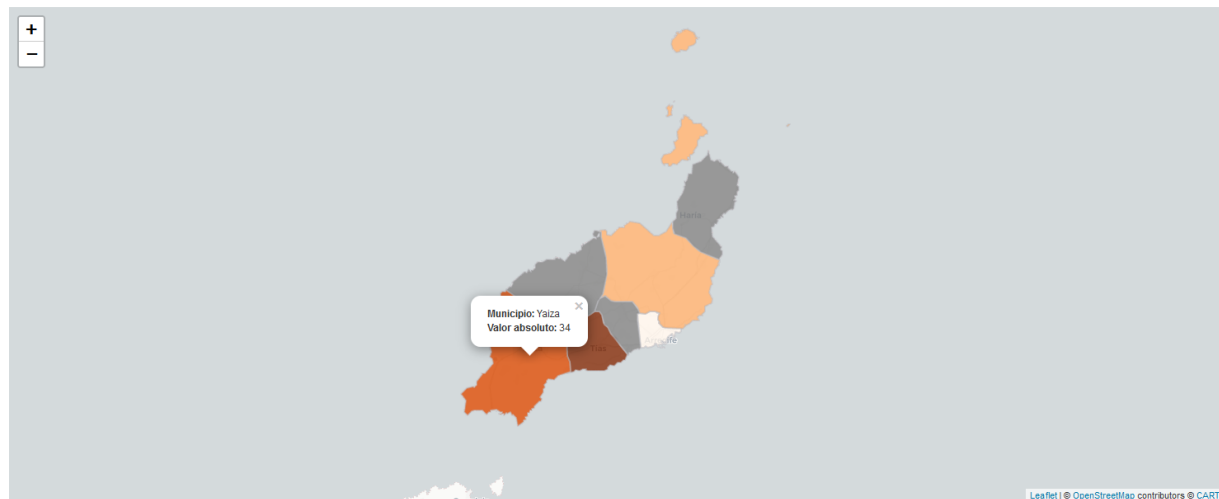 +
−
Haría
×
Municipio: Yaiza
Valor absoluto: 34
Tías
Arrecife
Leaflet | © OpenStreetMap contributors © CART